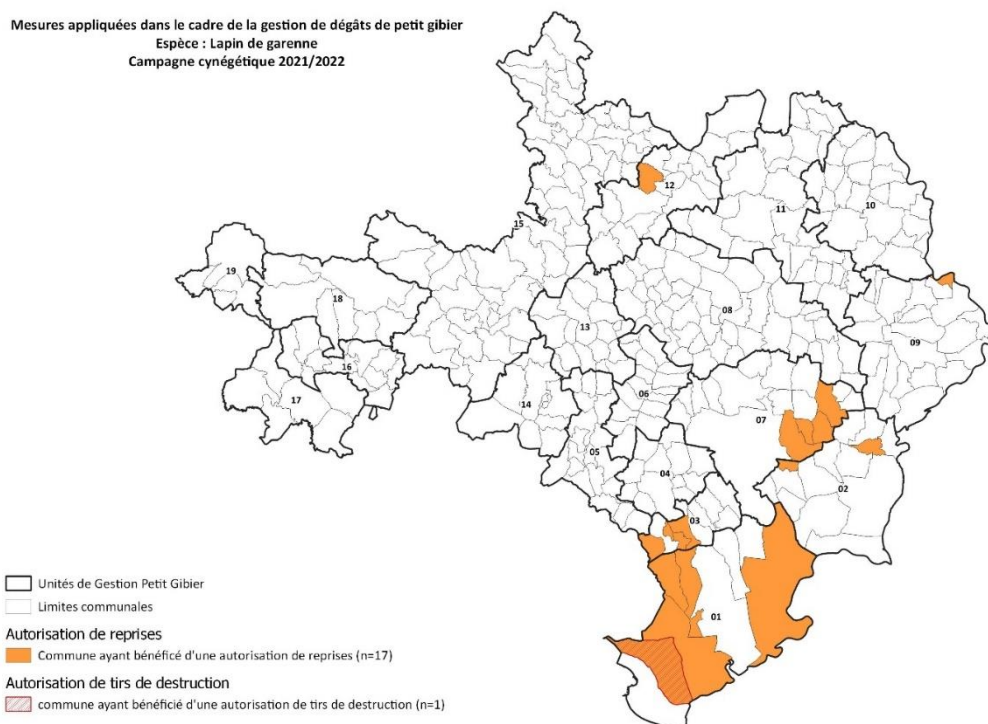 Mesures appliquées dans le cadre de la gestion de dégâts de petit gibier
Espèce : Lapin de garenne
Campagne cynégétique 2021/2022
12
10
11
15
19
18
08
13
09
16
06
17
14
07
05
04
02
03
01
Unités de Gestion Petit Gibier
Limites communales
Autorisation de reprises
Commune ayant bénéficié d'une autorisation de reprises (n=17)
Autorisation de tirs de destruction
commune ayant bénéficié d'une autorisation de tirs de destruction (n=1)